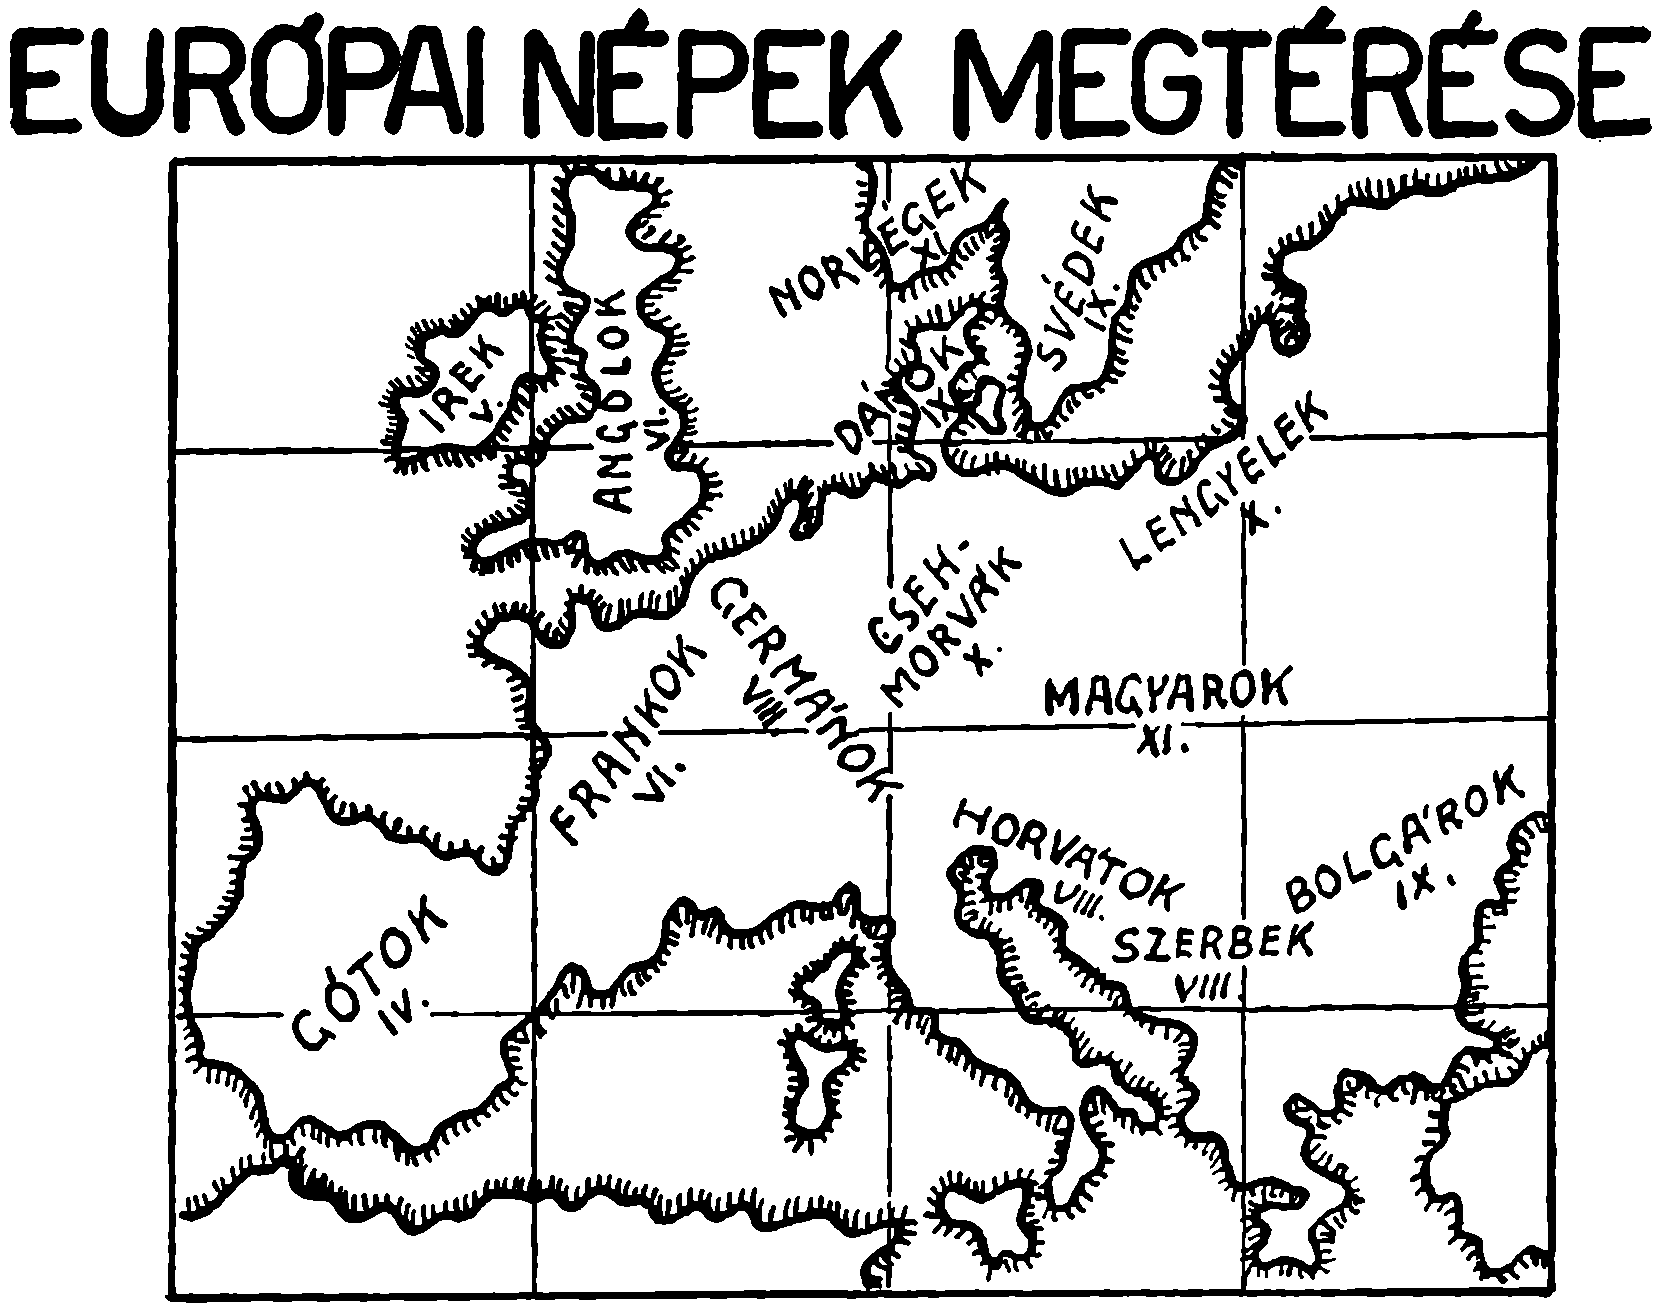 EURÓPAI NÉPEK MEGTÉRÉSE
NORVÉGEK
XI.
SVÉDEK
IX.
ÍREK
V.
ANGOLOK
VI.
DÁNOK
IX.
LENGYELEK
X.
CSEH-
MORVÁK
X.
GERMÁNOK
VIII.
FRANKOK
VI.
MAGYAROK
XI.
HORVÁTOK
VIII.
BOLGÁROK
IX.
SZERBEK
VIII.
GÓTOK
IV.